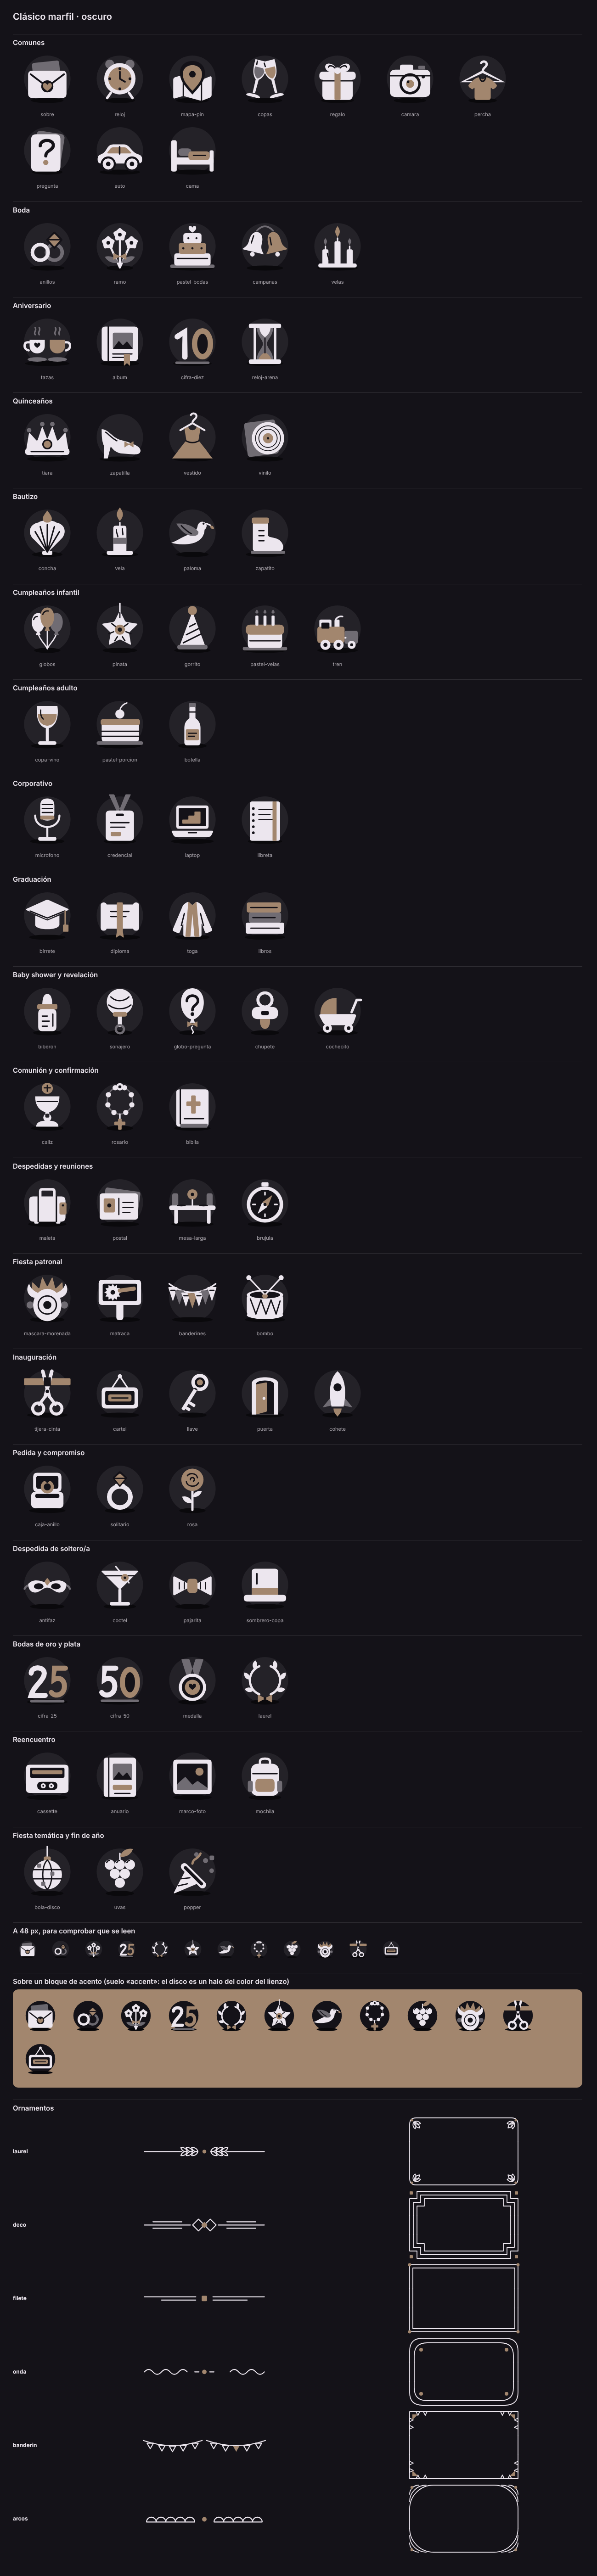 Clásico marfil · oscuro
Comunes
sobre reloj mapa-pin copas regalo camara percha
pregunta auto cama
Boda
anillos ramo pastel-bodas campanas velas
Aniversario
tazas album cifra-diez reloj-arena
10
Quinceaños
tiara zapatilla vestido vinilo
Bautizo
concha vela paloma zapatito
Cumpleaños infantil
globos pinata gorrito pastel-velas tren
Cumpleaños adulto
copa-vino pastel-porcion botella
Corporativo
microfono credencial laptop libreta
Graduación
birrete diploma toga libros
Baby shower y revelación
biberon sonajero globo-pregunta chupete cochecito
Comunión y confirmación
caliz rosario biblia
Despedidas y reuniones
maleta postal mesa-larga brujula
Fiesta patronal
mascara-morenada matraca banderines bombo
Inauguración
tijera-cinta cartel llave puerta cohete
Pedida y compromiso
caja-anillo solitario rosa
Despedida de soltero/a
antifaz coctel pajarita sombrero-copa
Bodas de oro y plata
25 50
cifra-25 cifra-50 medalla laurel
Reencuentro
cassette anuario marco-foto mochila
Fiesta temática y fin de año
bola-disco uvas popper
A 48 px, para comprobar que se leen
25
Sobre un bloque de acento (suelo «accent»: el disco es un halo del color del lienzo)
25
Ornamentos
laurel
deco
filete
onda
banderin
arcos